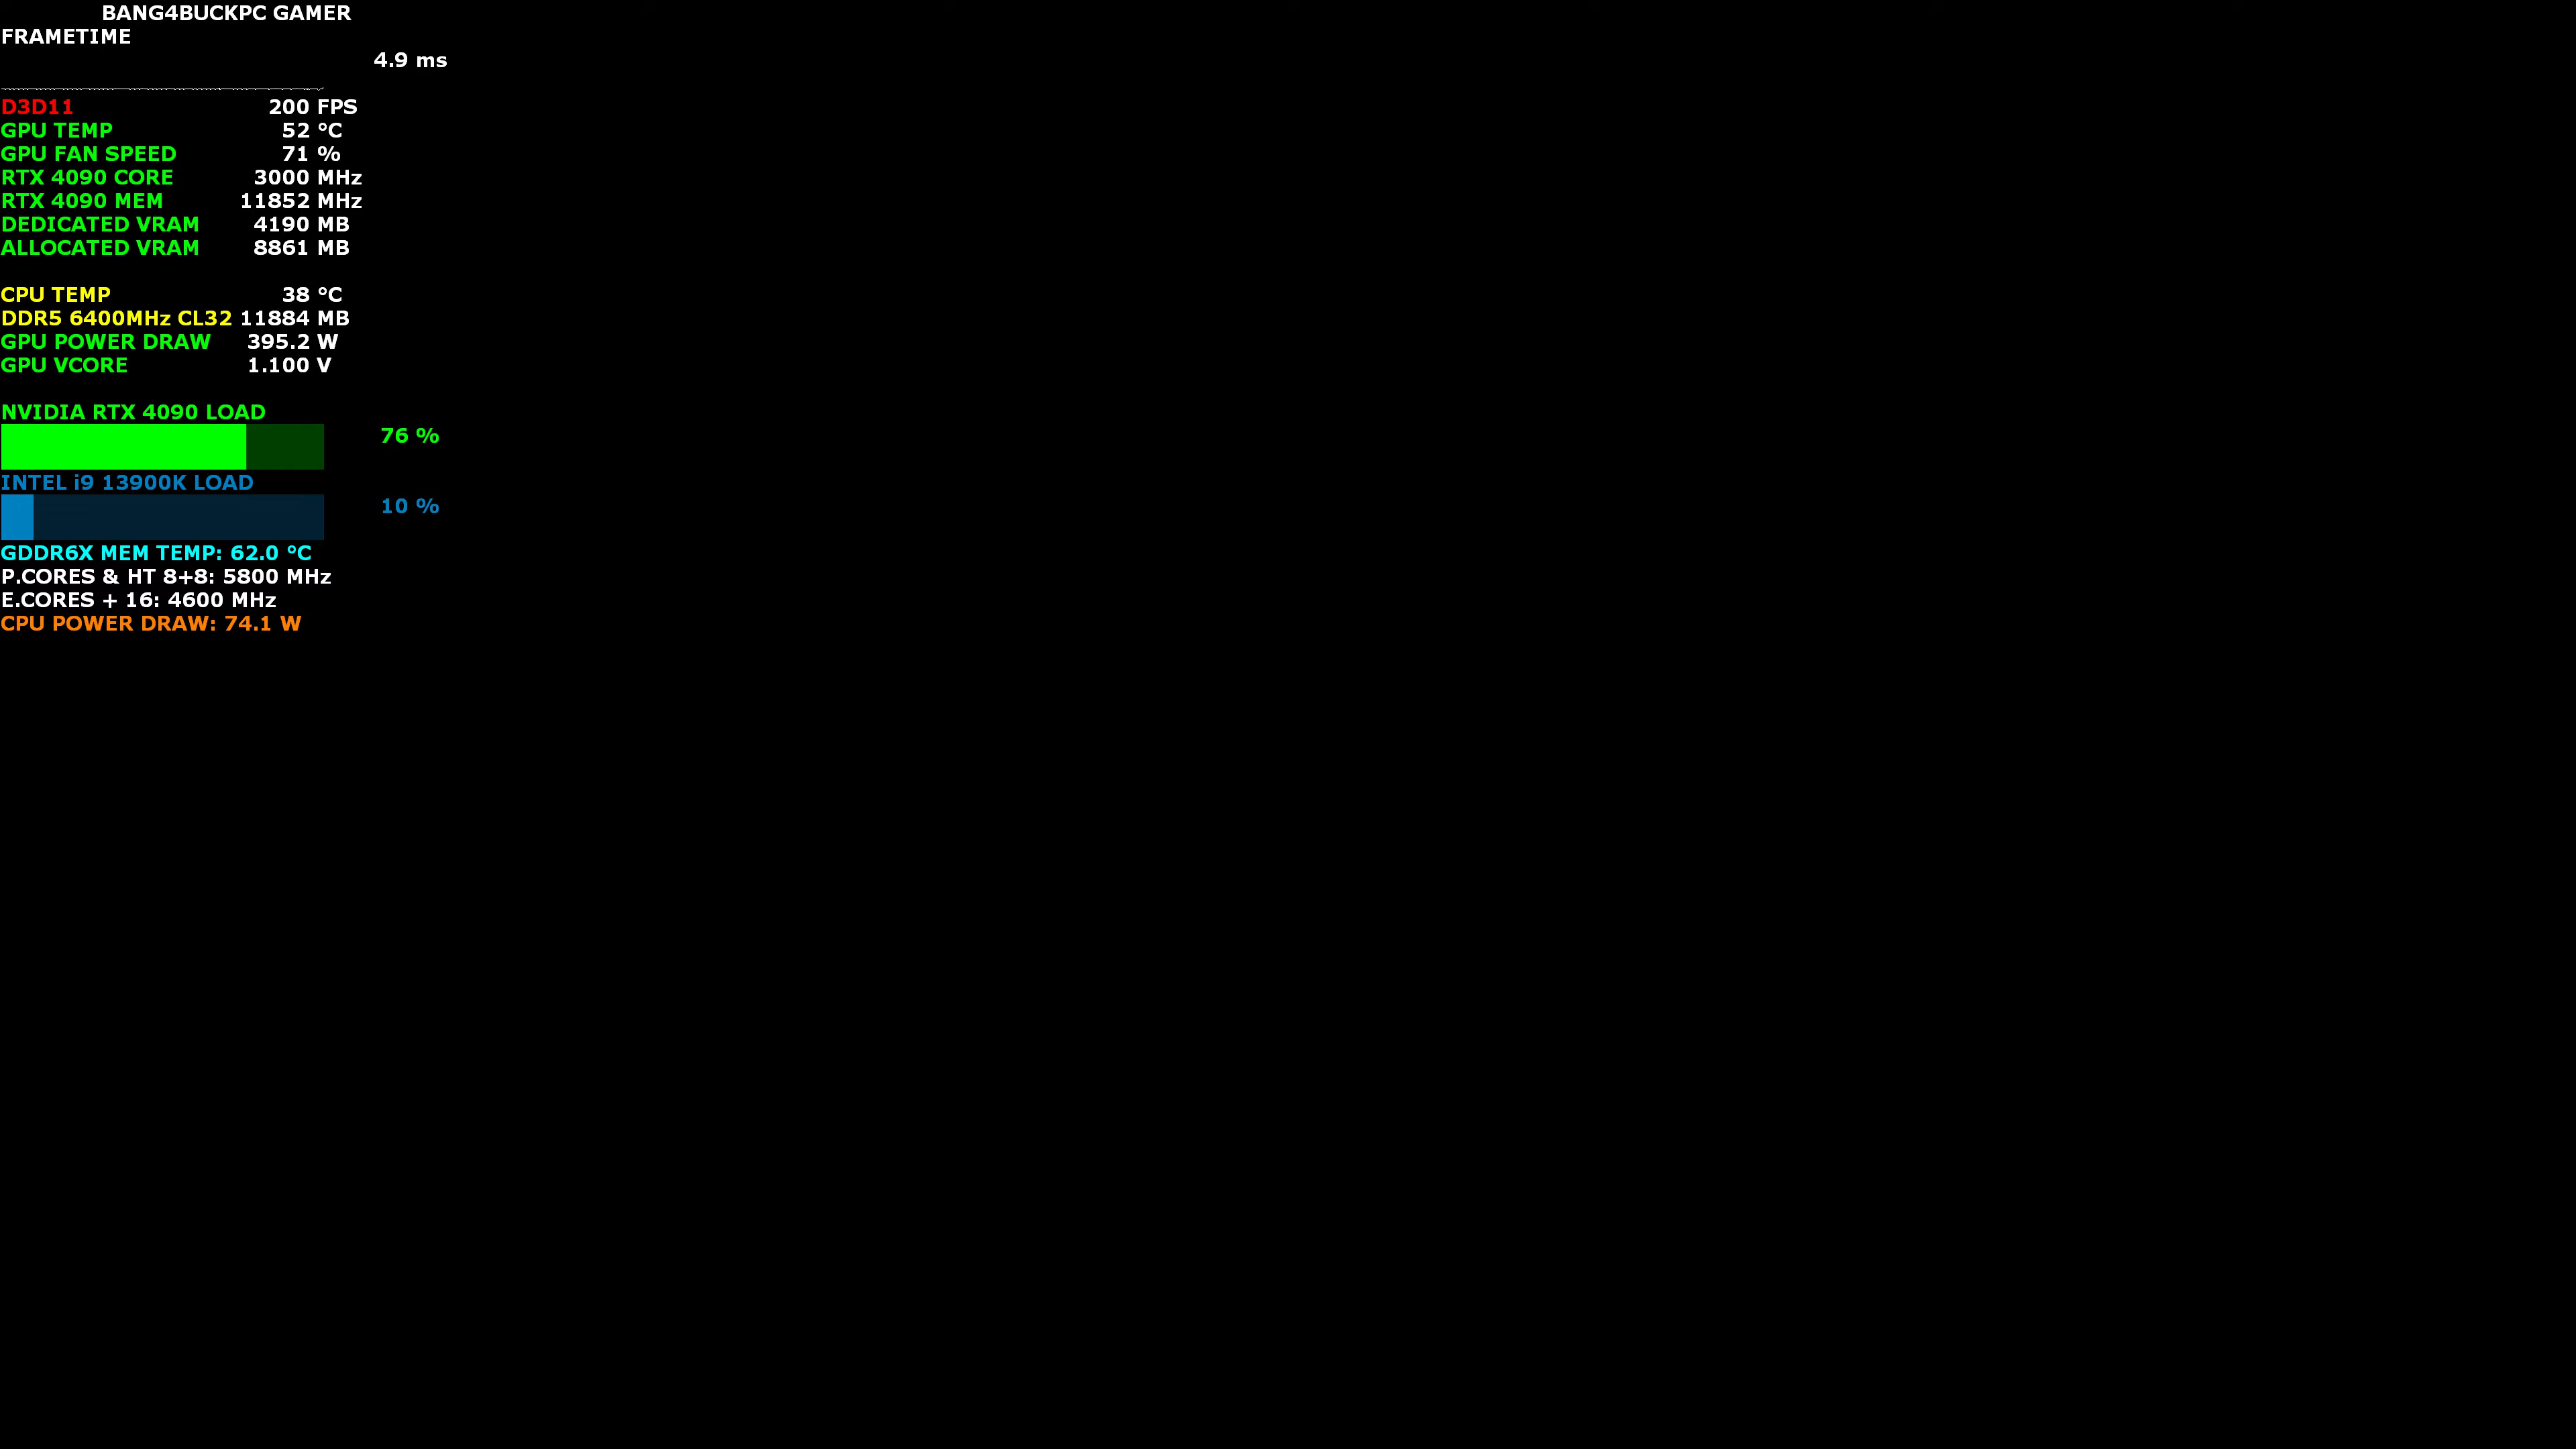 BANG4BUCKPC GAMER
FRAMETIME
4.9 ms
D3D11 200 FPS
GPU TEMP 52 °C
GPU FAN SPEED 71 %
RTX 4090 CORE 3000 MHz
RTX 4090 MEM 11852 MHz
DEDICATED VRAM 4190 MB
ALLOCATED VRAM 8861 MB
CPU TEMP 38 °C
DDR5 6400MHz CL32 11884 MB
GPU POWER DRAW 395.2 W
GPU VCORE 1.100 V
NVIDIA RTX 4090 LOAD
76 %
INTEL i9 13900K LOAD
10 %
GDDR6X MEM TEMP: 62.0 °C
P.CORES & HT 8+8: 5800 MHz
E.CORES + 16: 4600 MHz
CPU POWER DRAW: 74.1 W